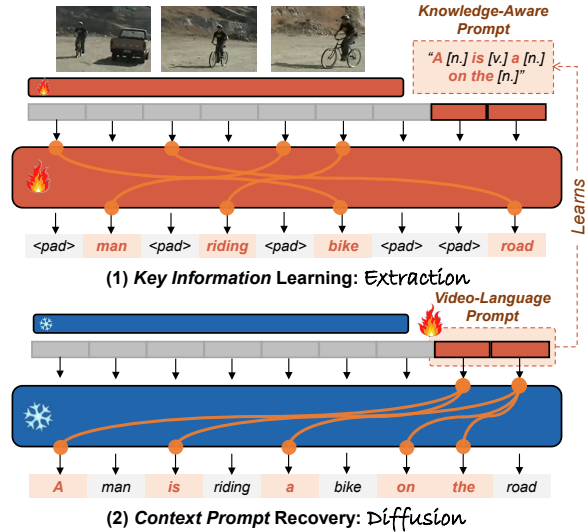 Knowledge-Aware
Prompt
“A [n.] is [v.] a [n.]
on the [n.]”
<pad> man <pad> riding <pad> bike <pad> <pad> road
(1) Key Information Learning: Extraction
Learns
Video-Language
Prompt
A man is riding a bike on the road
(2) Context Prompt Recovery: Diffusion